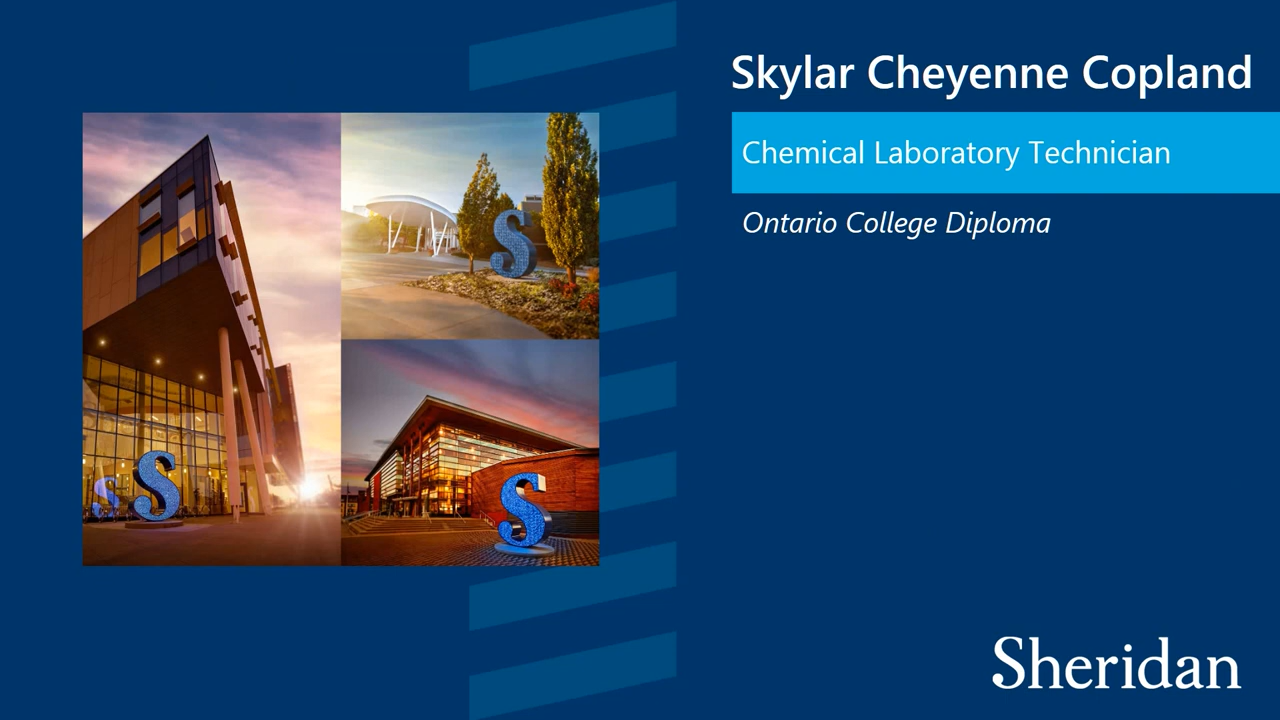 Skylar Cheyenne Copland
Chemical Laboratory Technician
Ontario College Diploma
S
S
S
S
Sheridan